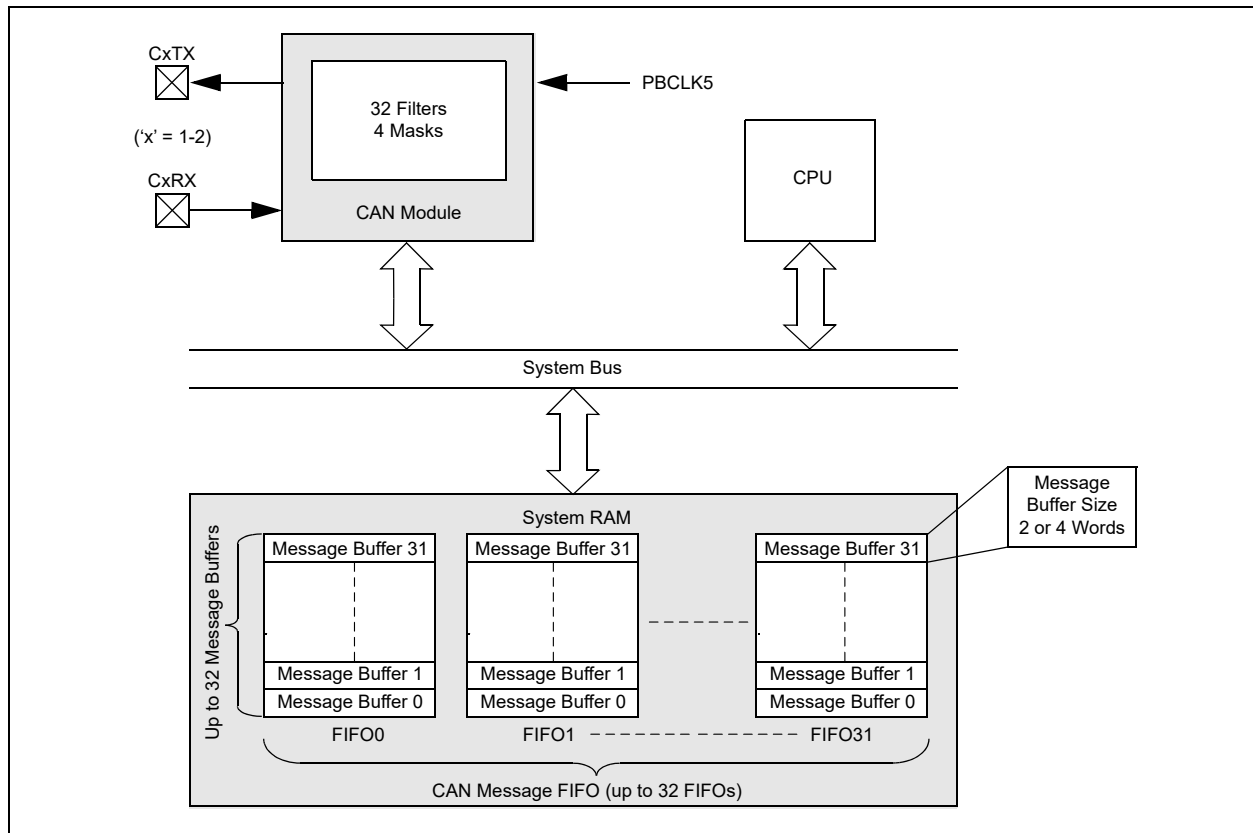 CxTX
PBCLK5
32 Filters
4 Masks
(‘x’ = 1-2)
CxRX
CAN Module
CPU
System Bus
Message
Buffer Size
2 or 4 Words
System RAM
Up to 32 Message Buffers
Message Buffer 31
Message Buffer 31
Message Buffer 31
Message Buffer 1
Message Buffer 1
Message Buffer 1
Message Buffer 0
Message Buffer 0
Message Buffer 0
FIFO0
FIFO1
FIFO31
CAN Message FIFO (up to 32 FIFOs)